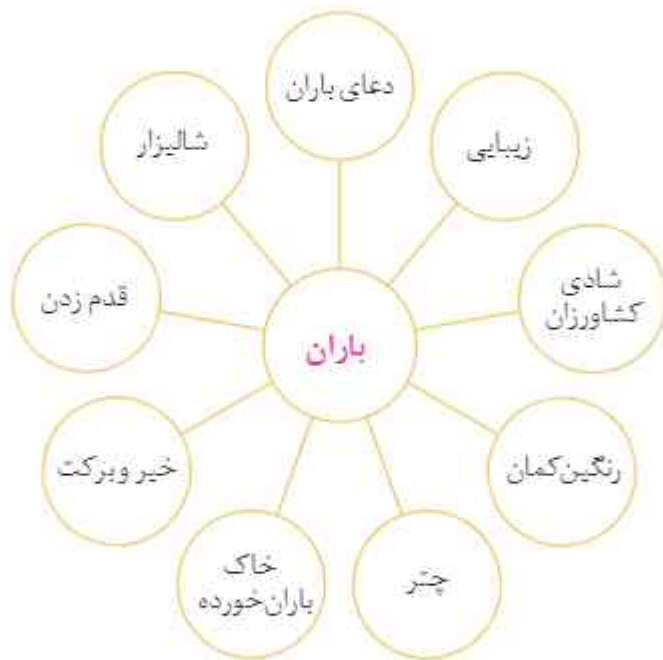 دعای باران
زیبایی
شالیزار
شادی
کشاورزان
قدم زدن
باران
رنگین‌کمان
خیر و برکت
چتر
خاک
باران‌خورده